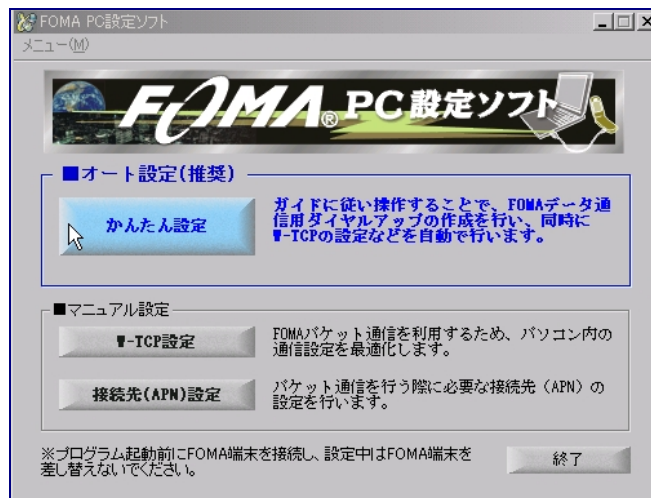 FOMA PC設定ソフト
メニュー(M)
FOMA® PC設定ソフト
■オート設定(推奨)
かんたん設定
ガイドに従い操作することで、FOMAデータ通
信用ダイヤルアップの作成を行い、同時に
W-TCPの設定などを自動で行います。
■マニュアル設定
W-TCP設定
FOMAパケット通信を利用するため、パソコン内の
通信設定を最適化します。
接続先(APN)設定
パケット通信を行う際に必要な接続先（APN）の
設定を行います。
※プログラム起動前にFOMA端末を接続し、設定中はFOMA端末を
差し替えないでください。
終了